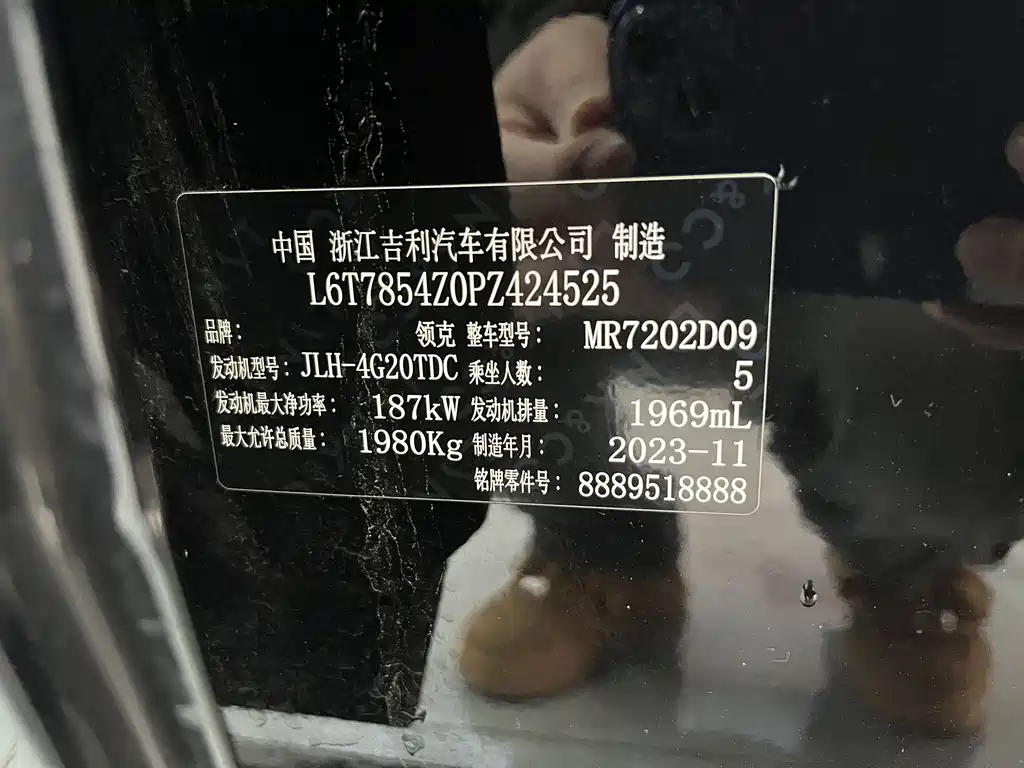 中国 浙江吉利汽车有限公司 制造
L6T7854Z0PZ424525
品牌: 领克 整车型号: MR7202D09
发动机型号: JLH-4G20TDC 乘坐人数: 5
发动机最大净功率: 187kW 发动机排量: 1969mL
最大允许总质量: 1980Kg 制造年月: 2023-11
铭牌零件号: 8889518888